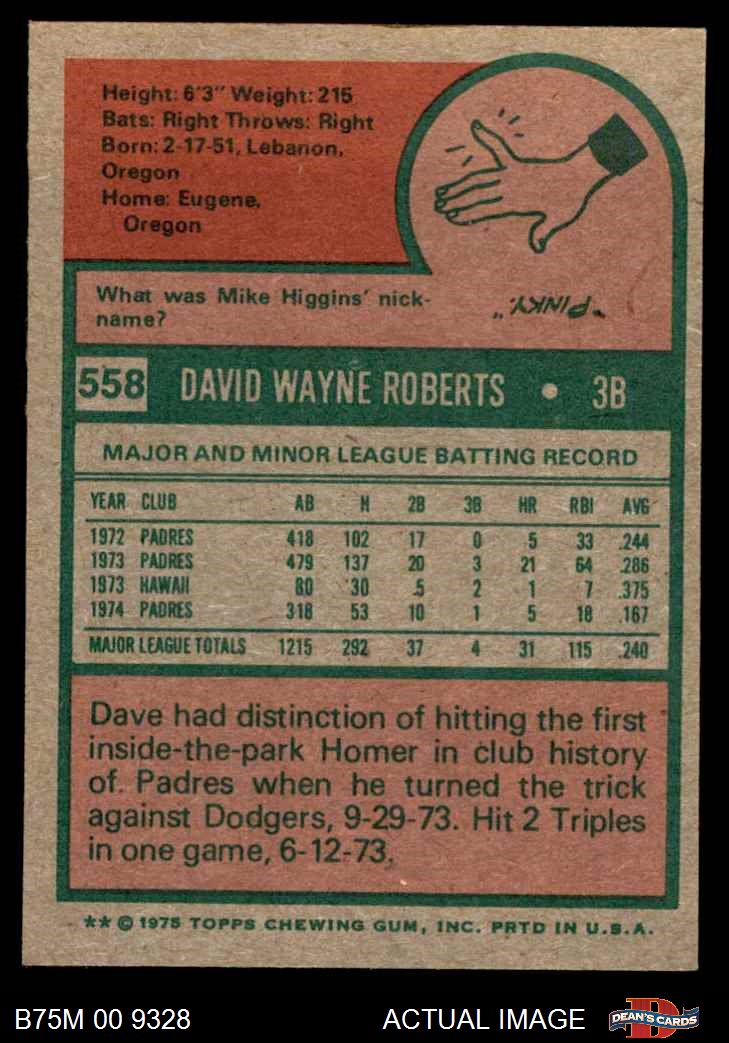 Height: 6'3" Weight: 215
Bats: Right Throws: Right
Born: 2-17-51, Lebanon,
Oregon
Home: Eugene,
Oregon
What was Mike Higgins' nick-
name?
"PINKY."
558 DAVID WAYNE ROBERTS • 3B
MAJOR AND MINOR LEAGUE BATTING RECORD
YEAR CLUB AB H 2B 3B HR RBI AVG
1972 PADRES 418 102 17 0 5 33 .244
1973 PADRES 479 137 20 3 21 64 .286
1973 HAWAII 80 30 5 2 1 7 .375
1974 PADRES 318 53 10 1 5 18 .167
MAJOR LEAGUE TOTALS 1215 292 37 4 31 115 .240
Dave had distinction of hitting the first
inside-the-park Homer in club history
of Padres when he turned the trick
against Dodgers, 9-29-73. Hit 2 Triples
in one game, 6-12-73.
** © 1975 TOPPS CHEWING GUM, INC. PRTD IN U.S.A.
B75M 00 9328 ACTUAL IMAGE
D
DEAN'S CARDS